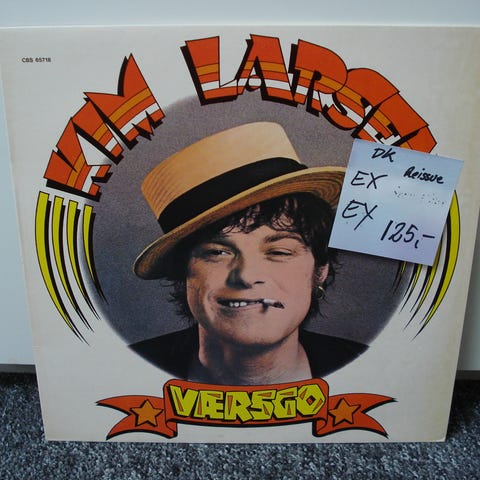 CBS 65718
KIM LARSEN
DK
Reissue
EX
EX 125,-
VÆRSGO